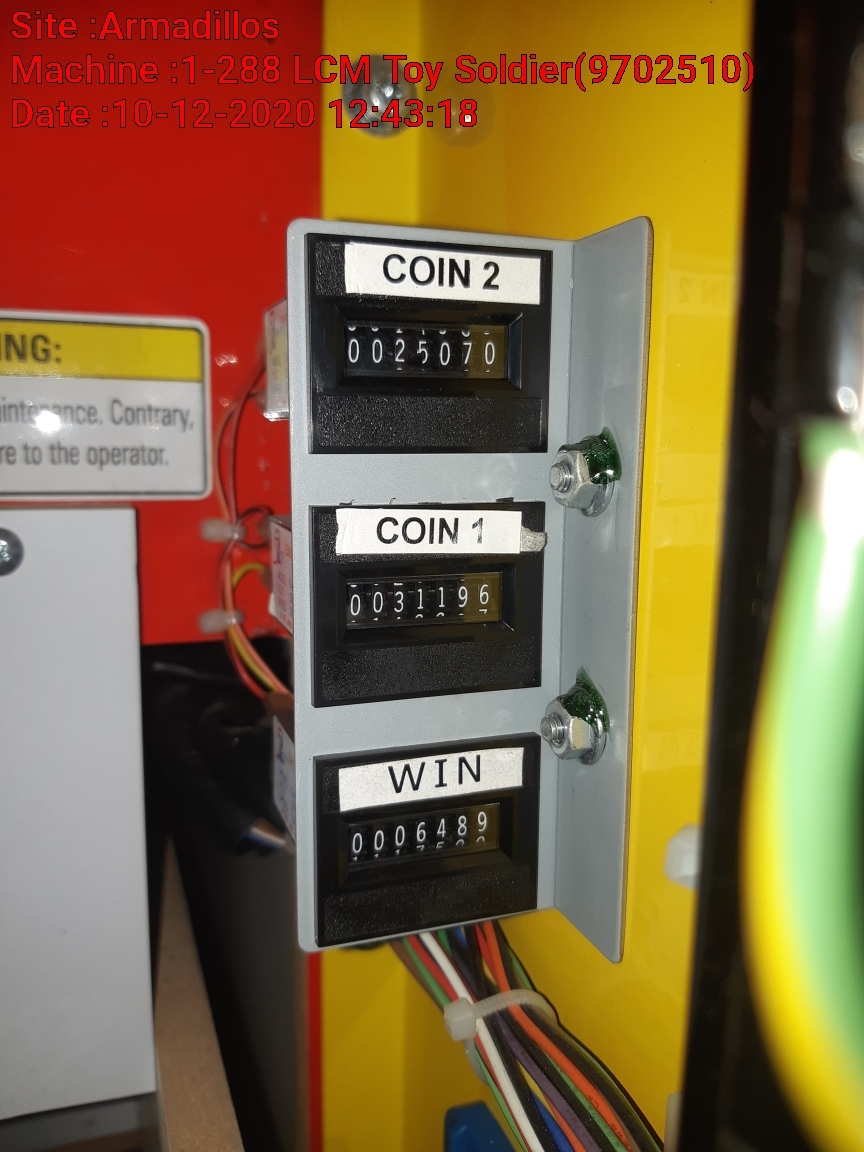 Site :Armadillos
Machine :1-288 LCM Toy Soldier(9702510)
Date :10-12-2020 12:43:18
COIN 2
0025070
NG:
intenance. Contrary,
re to the operator.
COIN 1
0031196
WIN
0006489